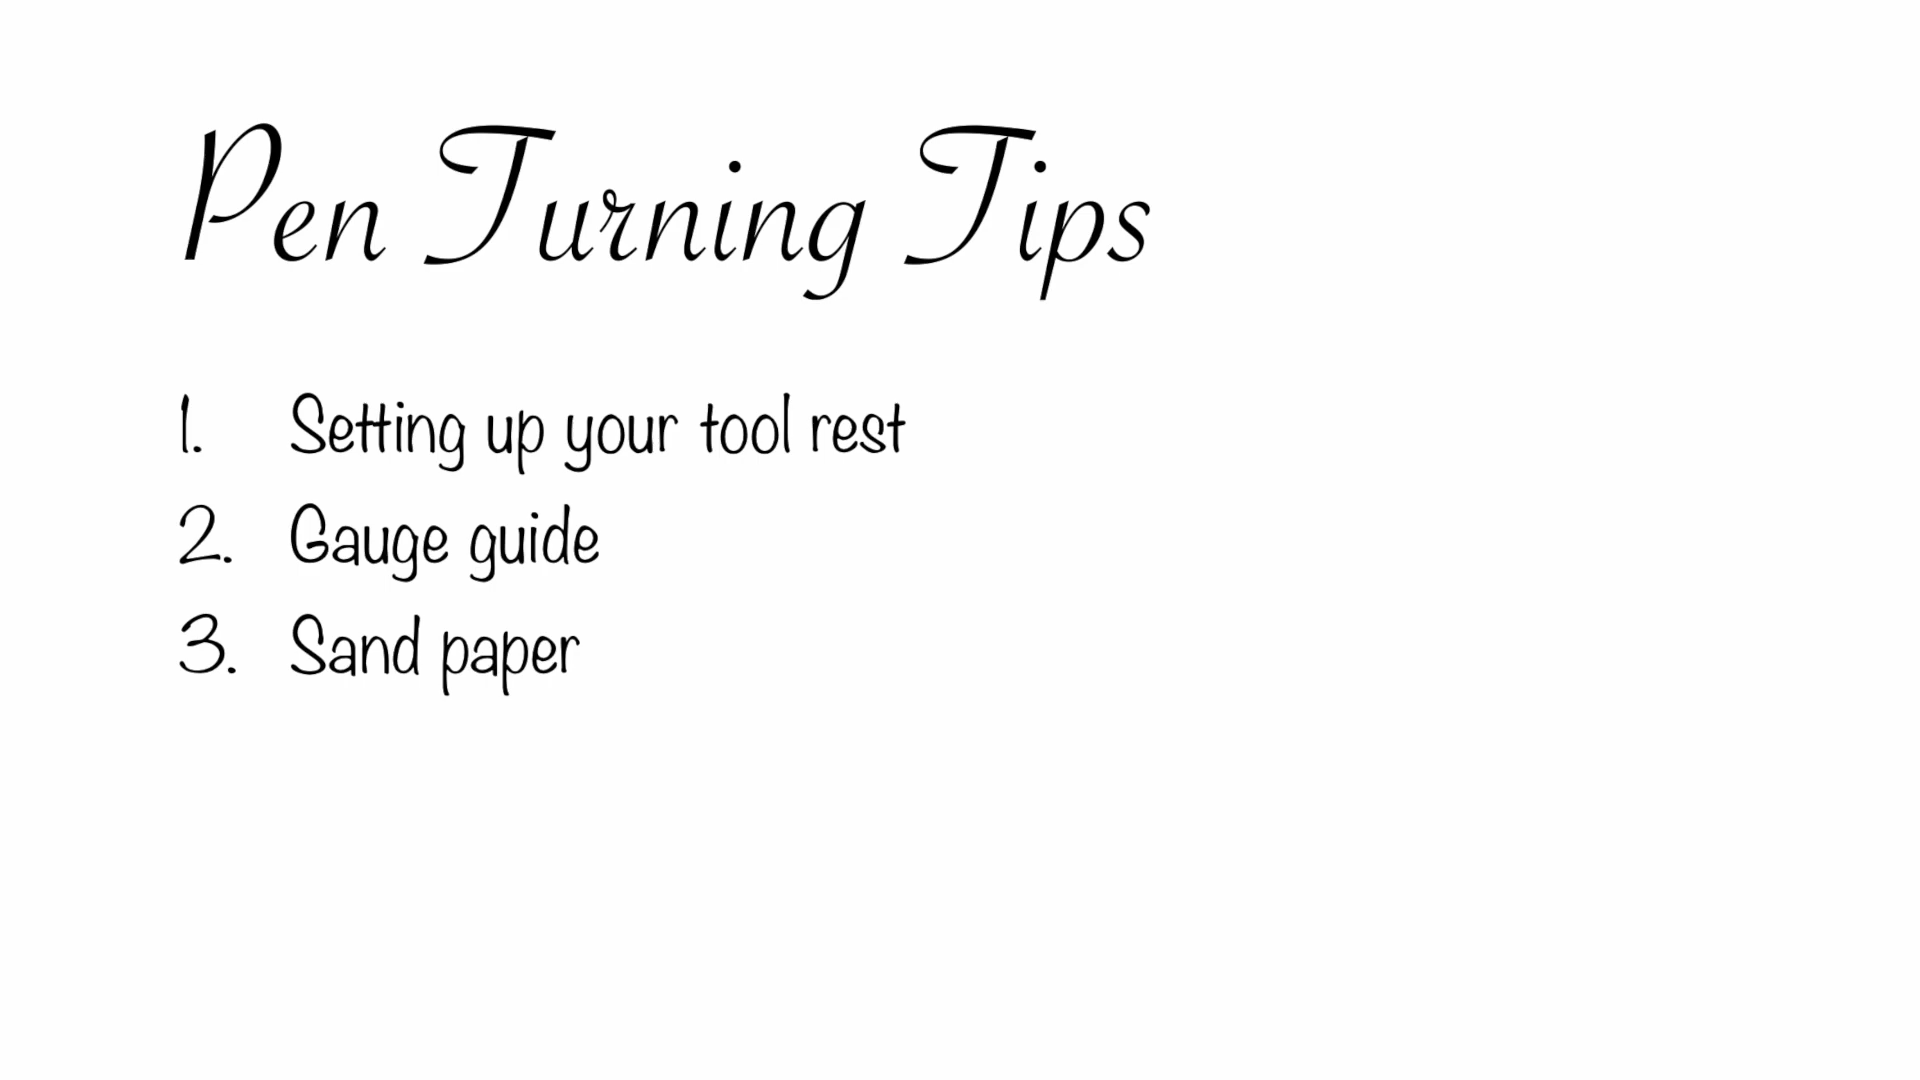 Pen Turning Tips
1. Setting up your tool rest
2. Gauge guide
3. Sand paper